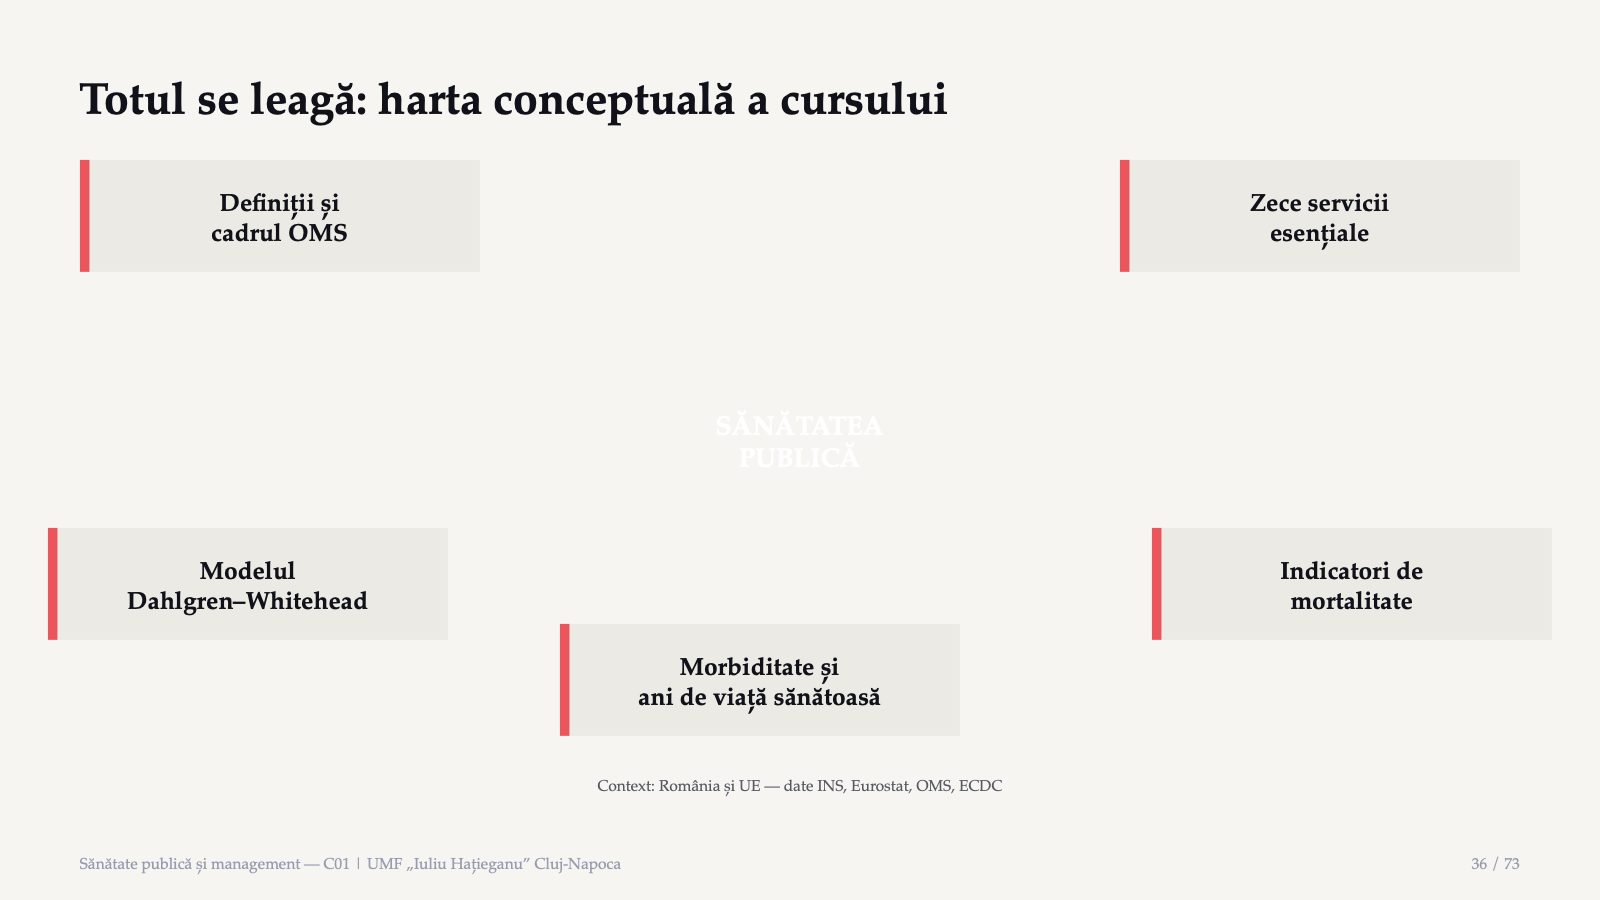 Totul se leagă: harta conceptuală a cursului
Definiții și
cadrul OMS
Zece servicii
esențiale
SĂNĂTATEA
PUBLICĂ
Modelul
Dahlgren–Whitehead
Indicatori de
mortalitate
Morbiditate și
ani de viață sănătoasă
Context: România și UE — date INS, Eurostat, OMS, ECDC
Sănătate publică și management — C01 | UMF „Iuliu Hațieganu” Cluj-Napoca
36 / 73